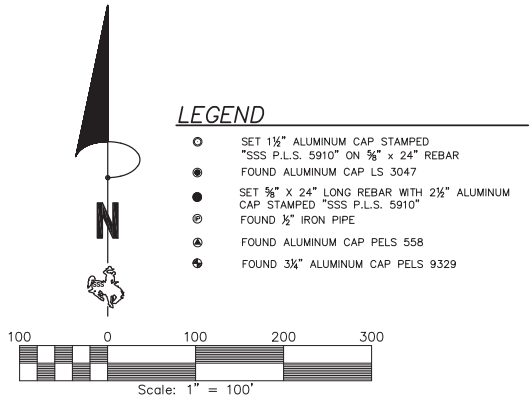 LEGEND
SET 1½" ALUMINUM CAP STAMPED
"SSS P.L.S. 5910" ON ⅝" x 24" REBAR
FOUND ALUMINUM CAP LS 3047
SET ⅝" X 24" LONG REBAR WITH 2½" ALUMINUM
CAP STAMPED "SSS P.L.S. 5910"
P FOUND ½" IRON PIPE
FOUND ALUMINUM CAP PELS 558
FOUND 3¼" ALUMINUM CAP PELS 9329
N
SSS
100 0 100 200 300
Scale: 1" = 100'